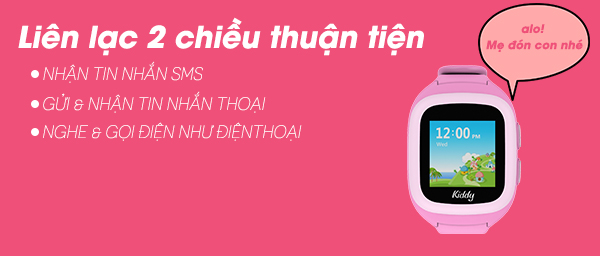 Liên lạc 2 chiều thuận tiện
alo!
Mẹ đón con nhé
NHẬN TIN NHẮN SMS
GỬI & NHẬN TIN NHẮN THOẠI
NGHE & GỌI ĐIỆN NHƯ ĐIỆNTHOẠI
12:00 PM
Wed
Kiddy